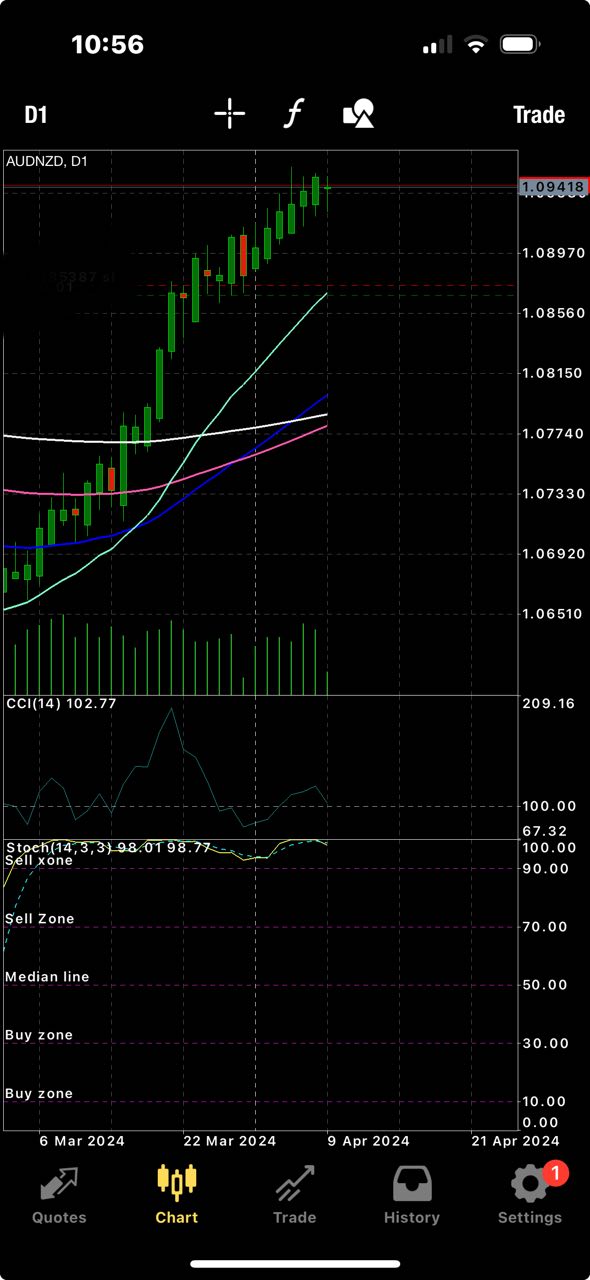 10:56
D1
f
Trade
AUDNZD, D1
1.09418
1.08970
1.08560
1.08150
1.07740
1.07330
1.06920
1.06510
CCI(14) 102.77
209.16
100.00
67.32
Stoch(14,3,3) 98.01 98.77
100.00
Sell xone
90.00
Sell Zone
70.00
Median line
50.00
Buy zone
30.00
Buy zone
10.00
0.00
6 Mar 2024
22 Mar 2024
9 Apr 2024
21 Apr 2024
1
Quotes
Chart
Trade
History
Settings